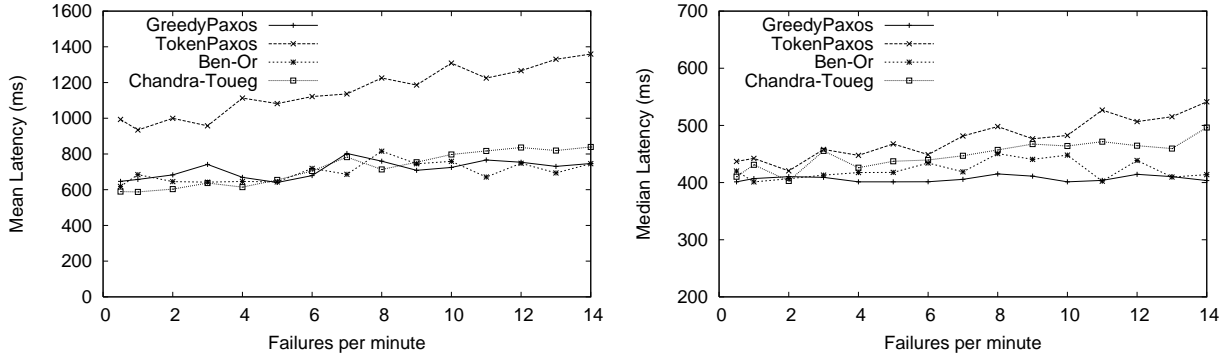 1600
1400
1200
1000
800
600
400
200
0
0 2 4 6 8 10 12 14
Mean Latency (ms)
Failures per minute
GreedyPaxos
TokenPaxos
Ben-Or
Chandra-Toueg
700
600
500
400
300
200
0 2 4 6 8 10 12 14
Median Latency (ms)
Failures per minute
GreedyPaxos
TokenPaxos
Ben-Or
Chandra-Toueg